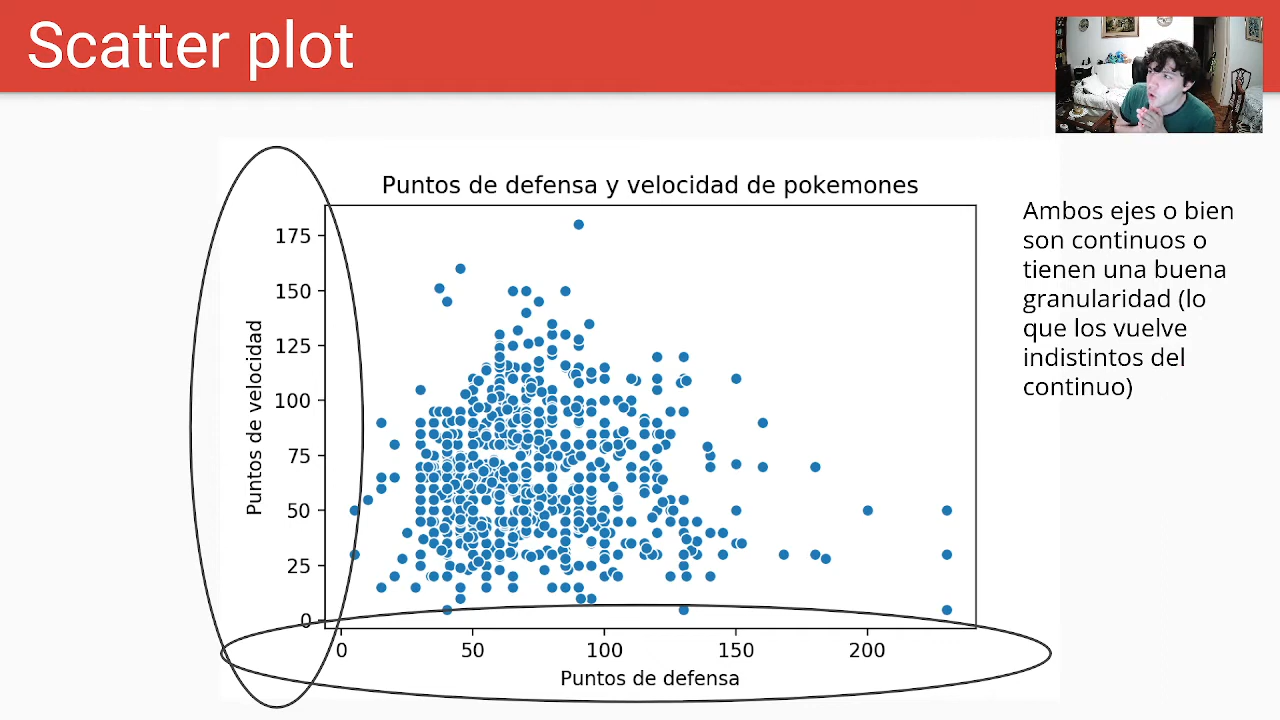 Scatter plot
Puntos de defensa y velocidad de pokemones
175
150
125
100
75
50
25
0
Puntos de velocidad
0 50 100 150 200
Puntos de defensa
Ambos ejes o bien
son continuos o
tienen una buena
granularidad (lo
que los vuelve
indistintos del
continuo)